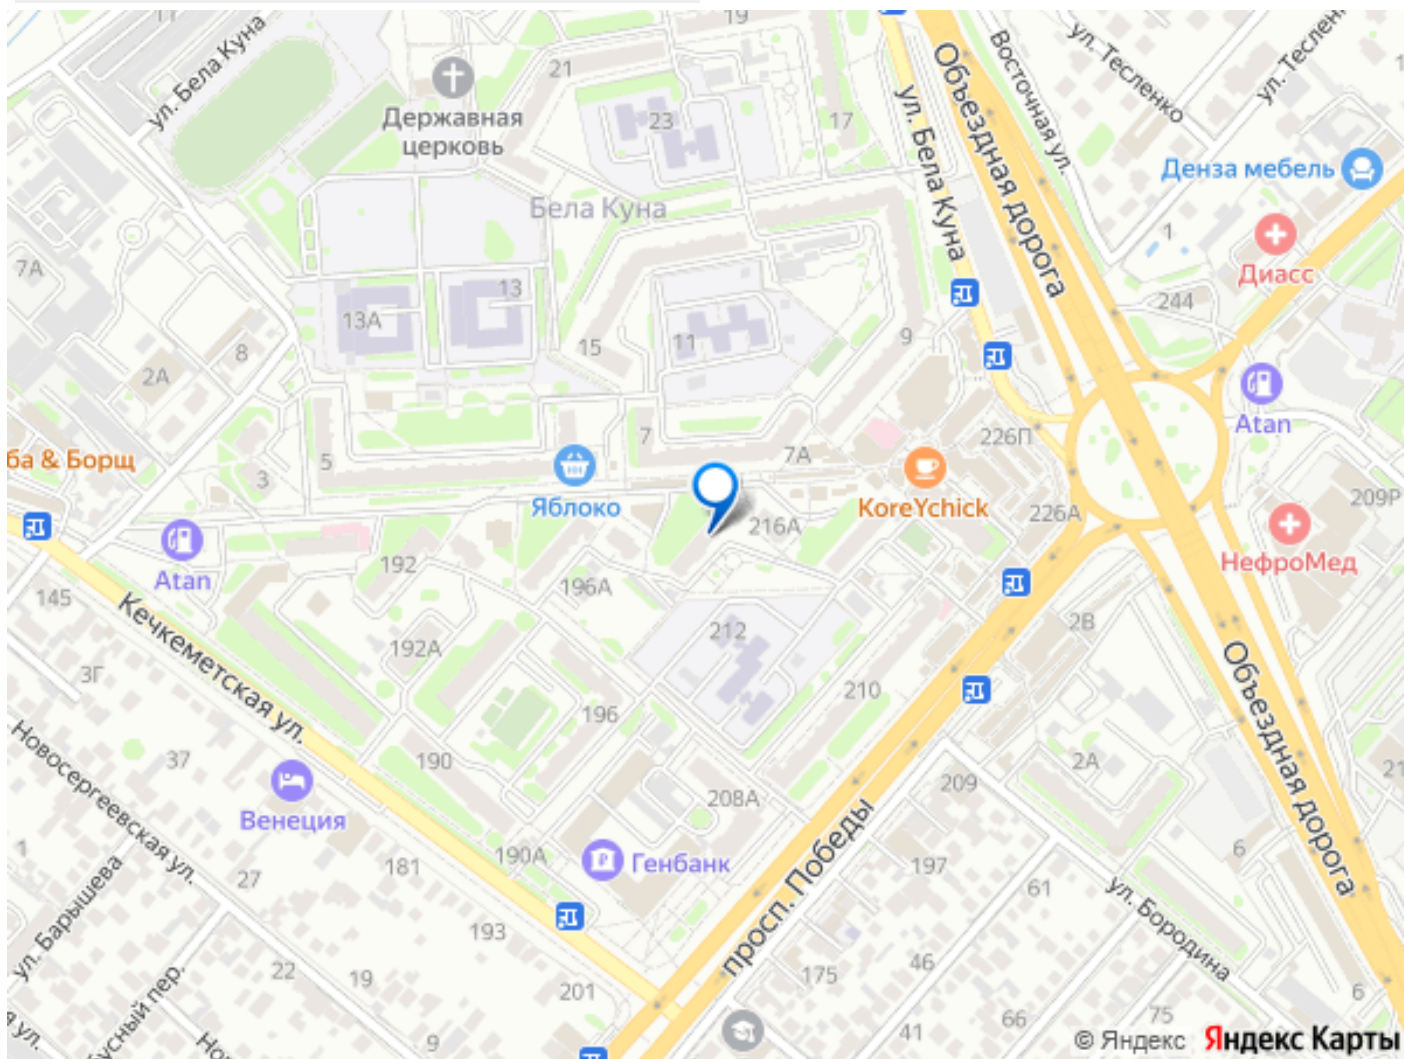 19
ул. Бела Куна
21
Державная
церковь
23
17
ул. Бела Куна
Объездная дорога
Восточная ул.
ул. Тесленко
Денза мебель
Бела Куна
1
Диасс
7А
13
13А
244
11
15
9
8
2А
Atan
7
226П
ба & Борщ
5
3
7А
Яблоко
KoreYchick
226А
209Р
216А
НефроМед
Atan
192
196А
145
Кечкеметская ул.
2В
212
192А
3Г
Объездная дорога
210
196
Новосергеевская ул.
37
190
2А
21
209
208А
Венеция
просп. Победы
6
1
190А
Генбанк
181
197
27
61
ул. Бородина
ул. Барышева
193
46
22
19
175
201
75
66
6
41
9
© Яндекс Яндекс Карты